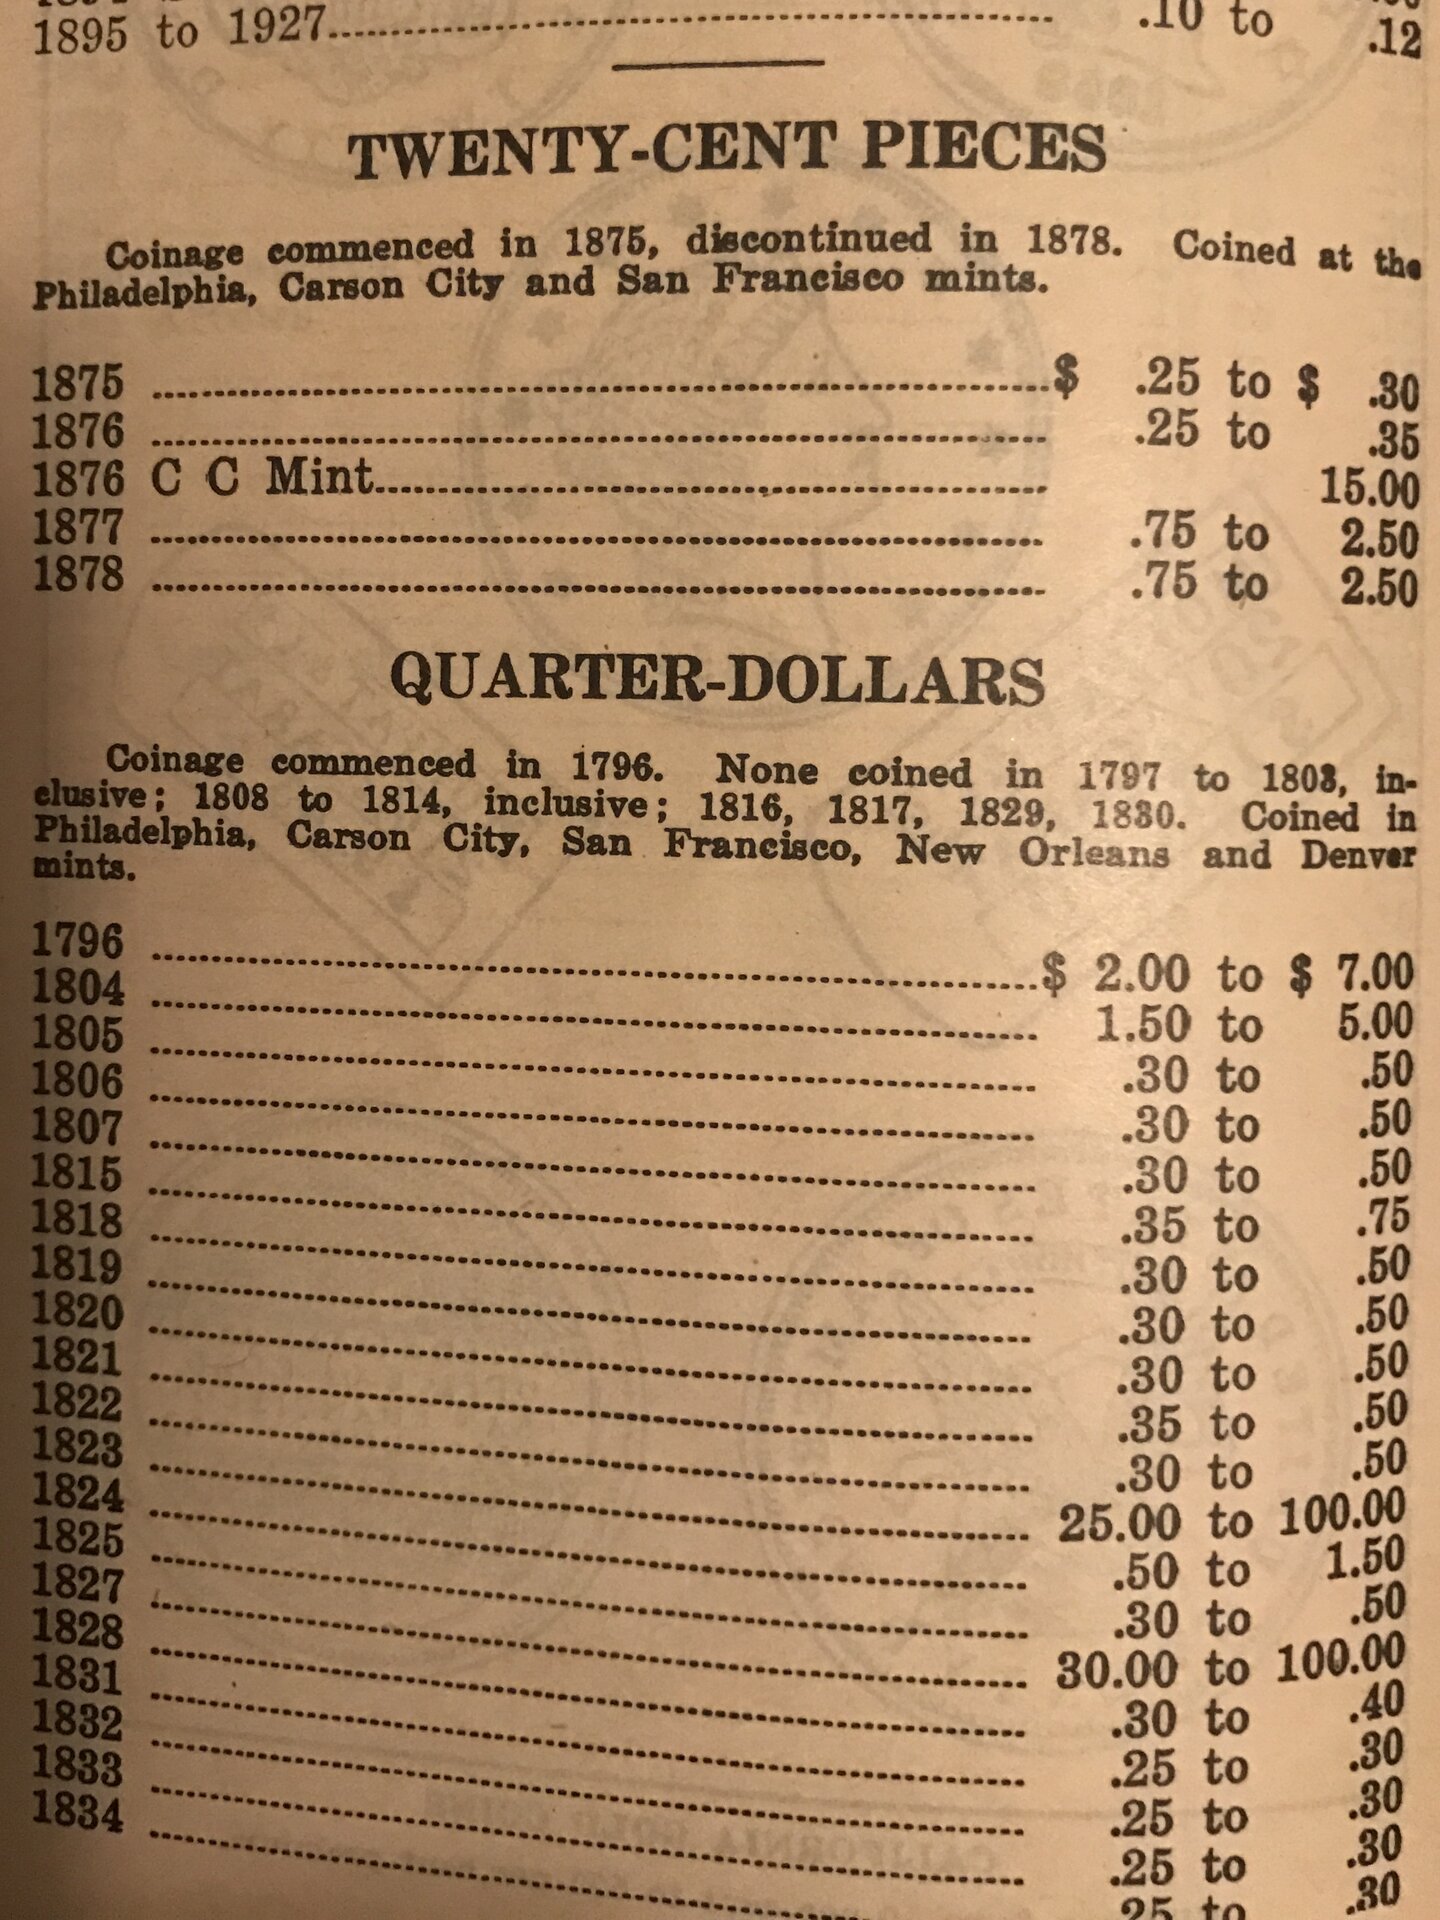 1895 to 1927........ .10 to .12
TWENTY-CENT PIECES
Coinage commenced in 1875, discontinued in 1878. Coined at the
Philadelphia, Carson City and San Francisco mints.
1875 ........$ .25 to $ .30
1876 ........ .25 to .35
1876 C C Mint........ 15.00
1877 ........ .75 to 2.50
1878 ........ .75 to 2.50
QUARTER-DOLLARS
Coinage commenced in 1796. None coined in 1797 to 1803, in-
clusive; 1808 to 1814, inclusive; 1816, 1817, 1829, 1830. Coined in
Philadelphia, Carson City, San Francisco, New Orleans and Denver
mints.
1796 ........$ 2.00 to $ 7.00
1804 ........ 1.50 to 5.00
1805 ........ .30 to .50
1806 ........ .30 to .50
1807 ........ .30 to .50
1815 ........ .35 to .75
1818 ........ .30 to .50
1819 ........ .30 to .50
1820 ........ .30 to .50
1821 ........ .35 to .50
1822 ........ .30 to .50
1823 ........ 25.00 to 100.00
1824 ........ .50 to 1.50
1825 ........ .30 to .50
1827 ........ 30.00 to 100.00
1828 ........ .30 to .40
1831 ........ .25 to .30
1832 ........ .25 to .30
1833 ........ .25 to .30
1834 ........ .25 to .30